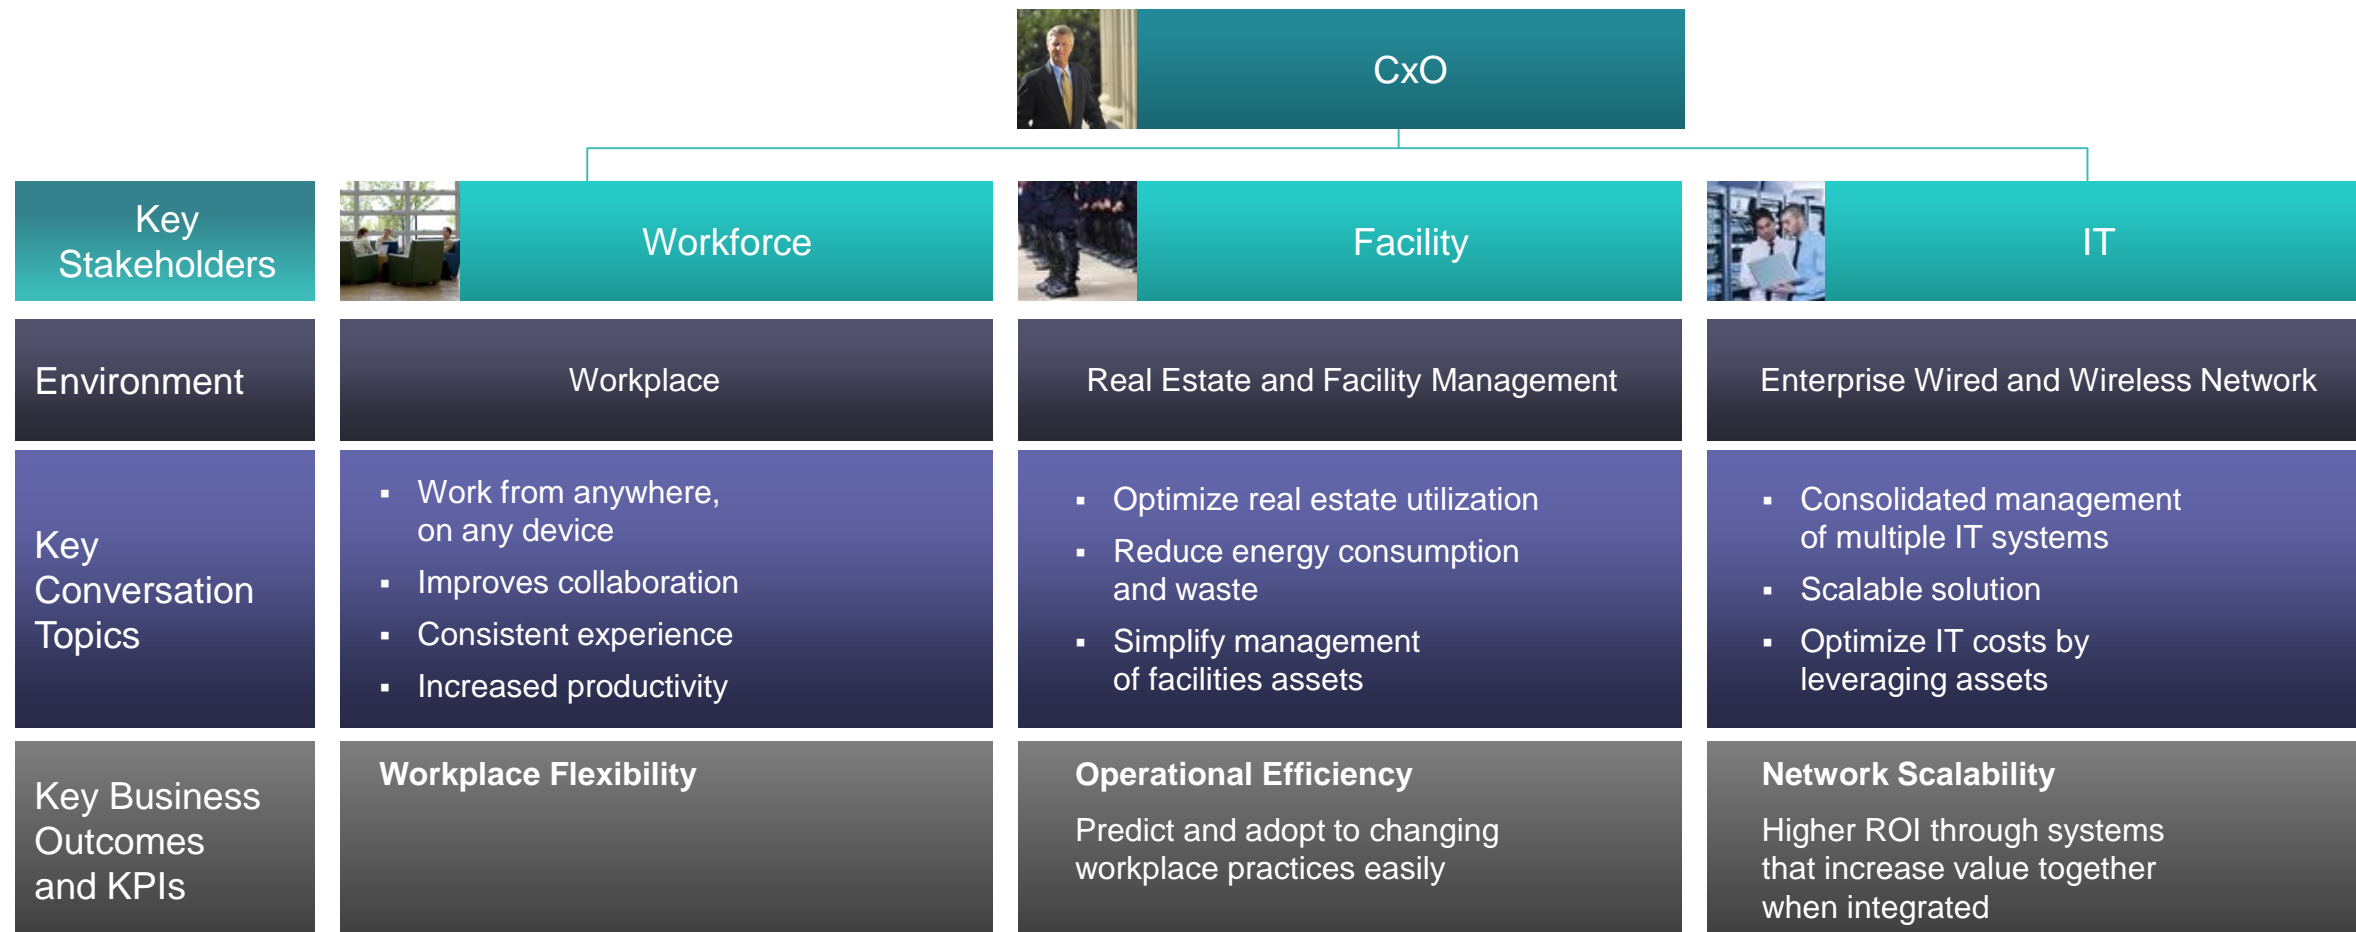 CxO
Key
Stakeholders
Workforce
Facility
IT
Environment
Workplace
Real Estate and Facility Management
Enterprise Wired and Wireless Network
Key
Conversation
Topics
▪ Work from anywhere,
on any device
▪ Improves collaboration
▪ Consistent experience
▪ Increased productivity
▪ Optimize real estate utilization
▪ Reduce energy consumption
and waste
▪ Simplify management
of facilities assets
▪ Consolidated management
of multiple IT systems
▪ Scalable solution
▪ Optimize IT costs by
leveraging assets
Key Business
Outcomes
and KPIs
Workplace Flexibility
Operational Efficiency
Predict and adopt to changing
workplace practices easily
Network Scalability
Higher ROI through systems
that increase value together
when integrated